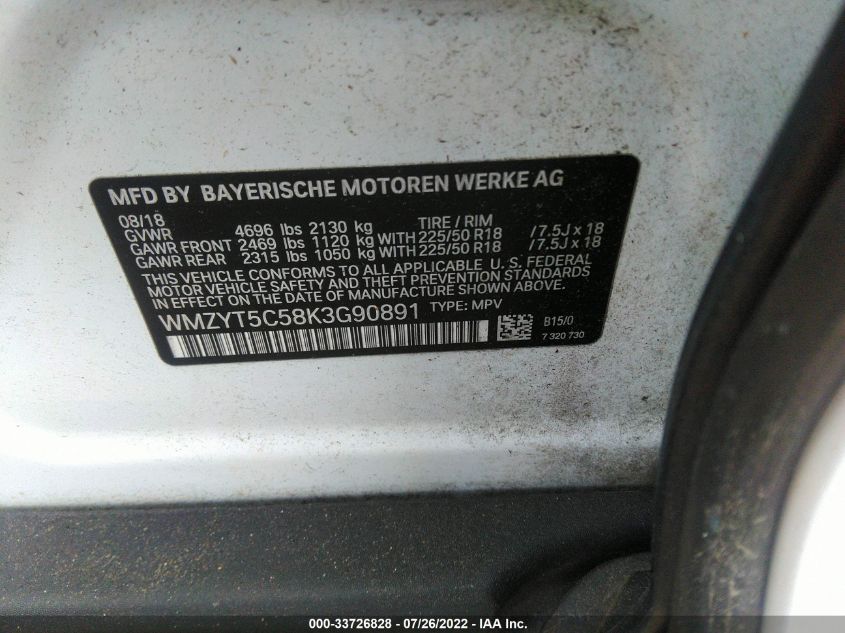 MFD BY BAYERISCHE MOTOREN WERKE AG
08/18 TIRE / RIM
GVWR 4696 lbs 2130 kg
GAWR FRONT 2469 lbs 1120 kg WITH 225/50 R18 /7.5J x 18
GAWR REAR 2315 lbs 1050 kg WITH 225/50 R18 /7.5J x 18
THIS VEHICLE CONFORMS TO ALL APPLICABLE U. S. FEDERAL
MOTOR VEHICLE SAFETY AND THEFT PREVENTION STANDARDS
IN EFFECT ON THE DATE OF MANUFACTURE SHOWN ABOVE.
WMZYT5C58K3G90891 TYPE: MPV
B15/0
7 320 730
000-33726828 / 07/26/2022 - IAA Inc.